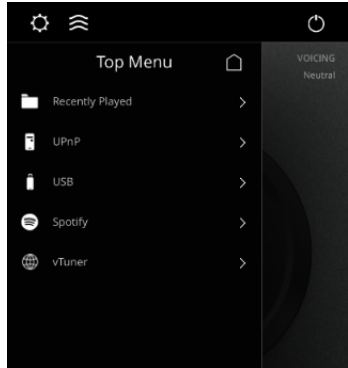 Top Menu
VOICING
Neutral
Recently Played
UPnP
USB
Spotify
vTuner